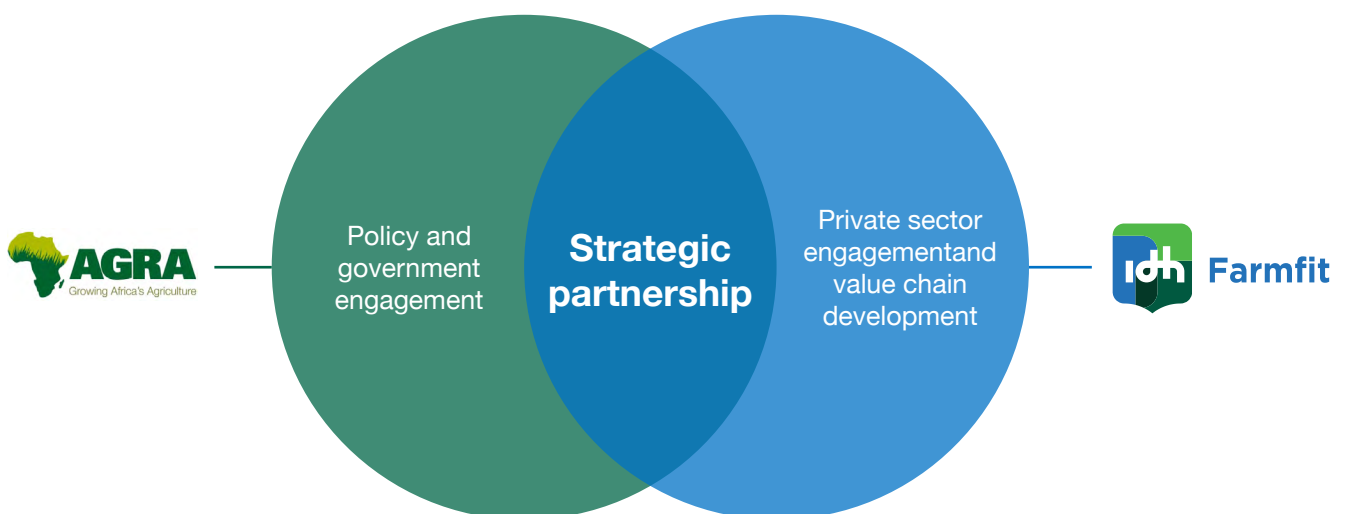 AGRA
Growing Africa's Agriculture
Policy and
government
engagement
Strategic
partnership
Private sector
engagementand
value chain
development
idh
Farmfit